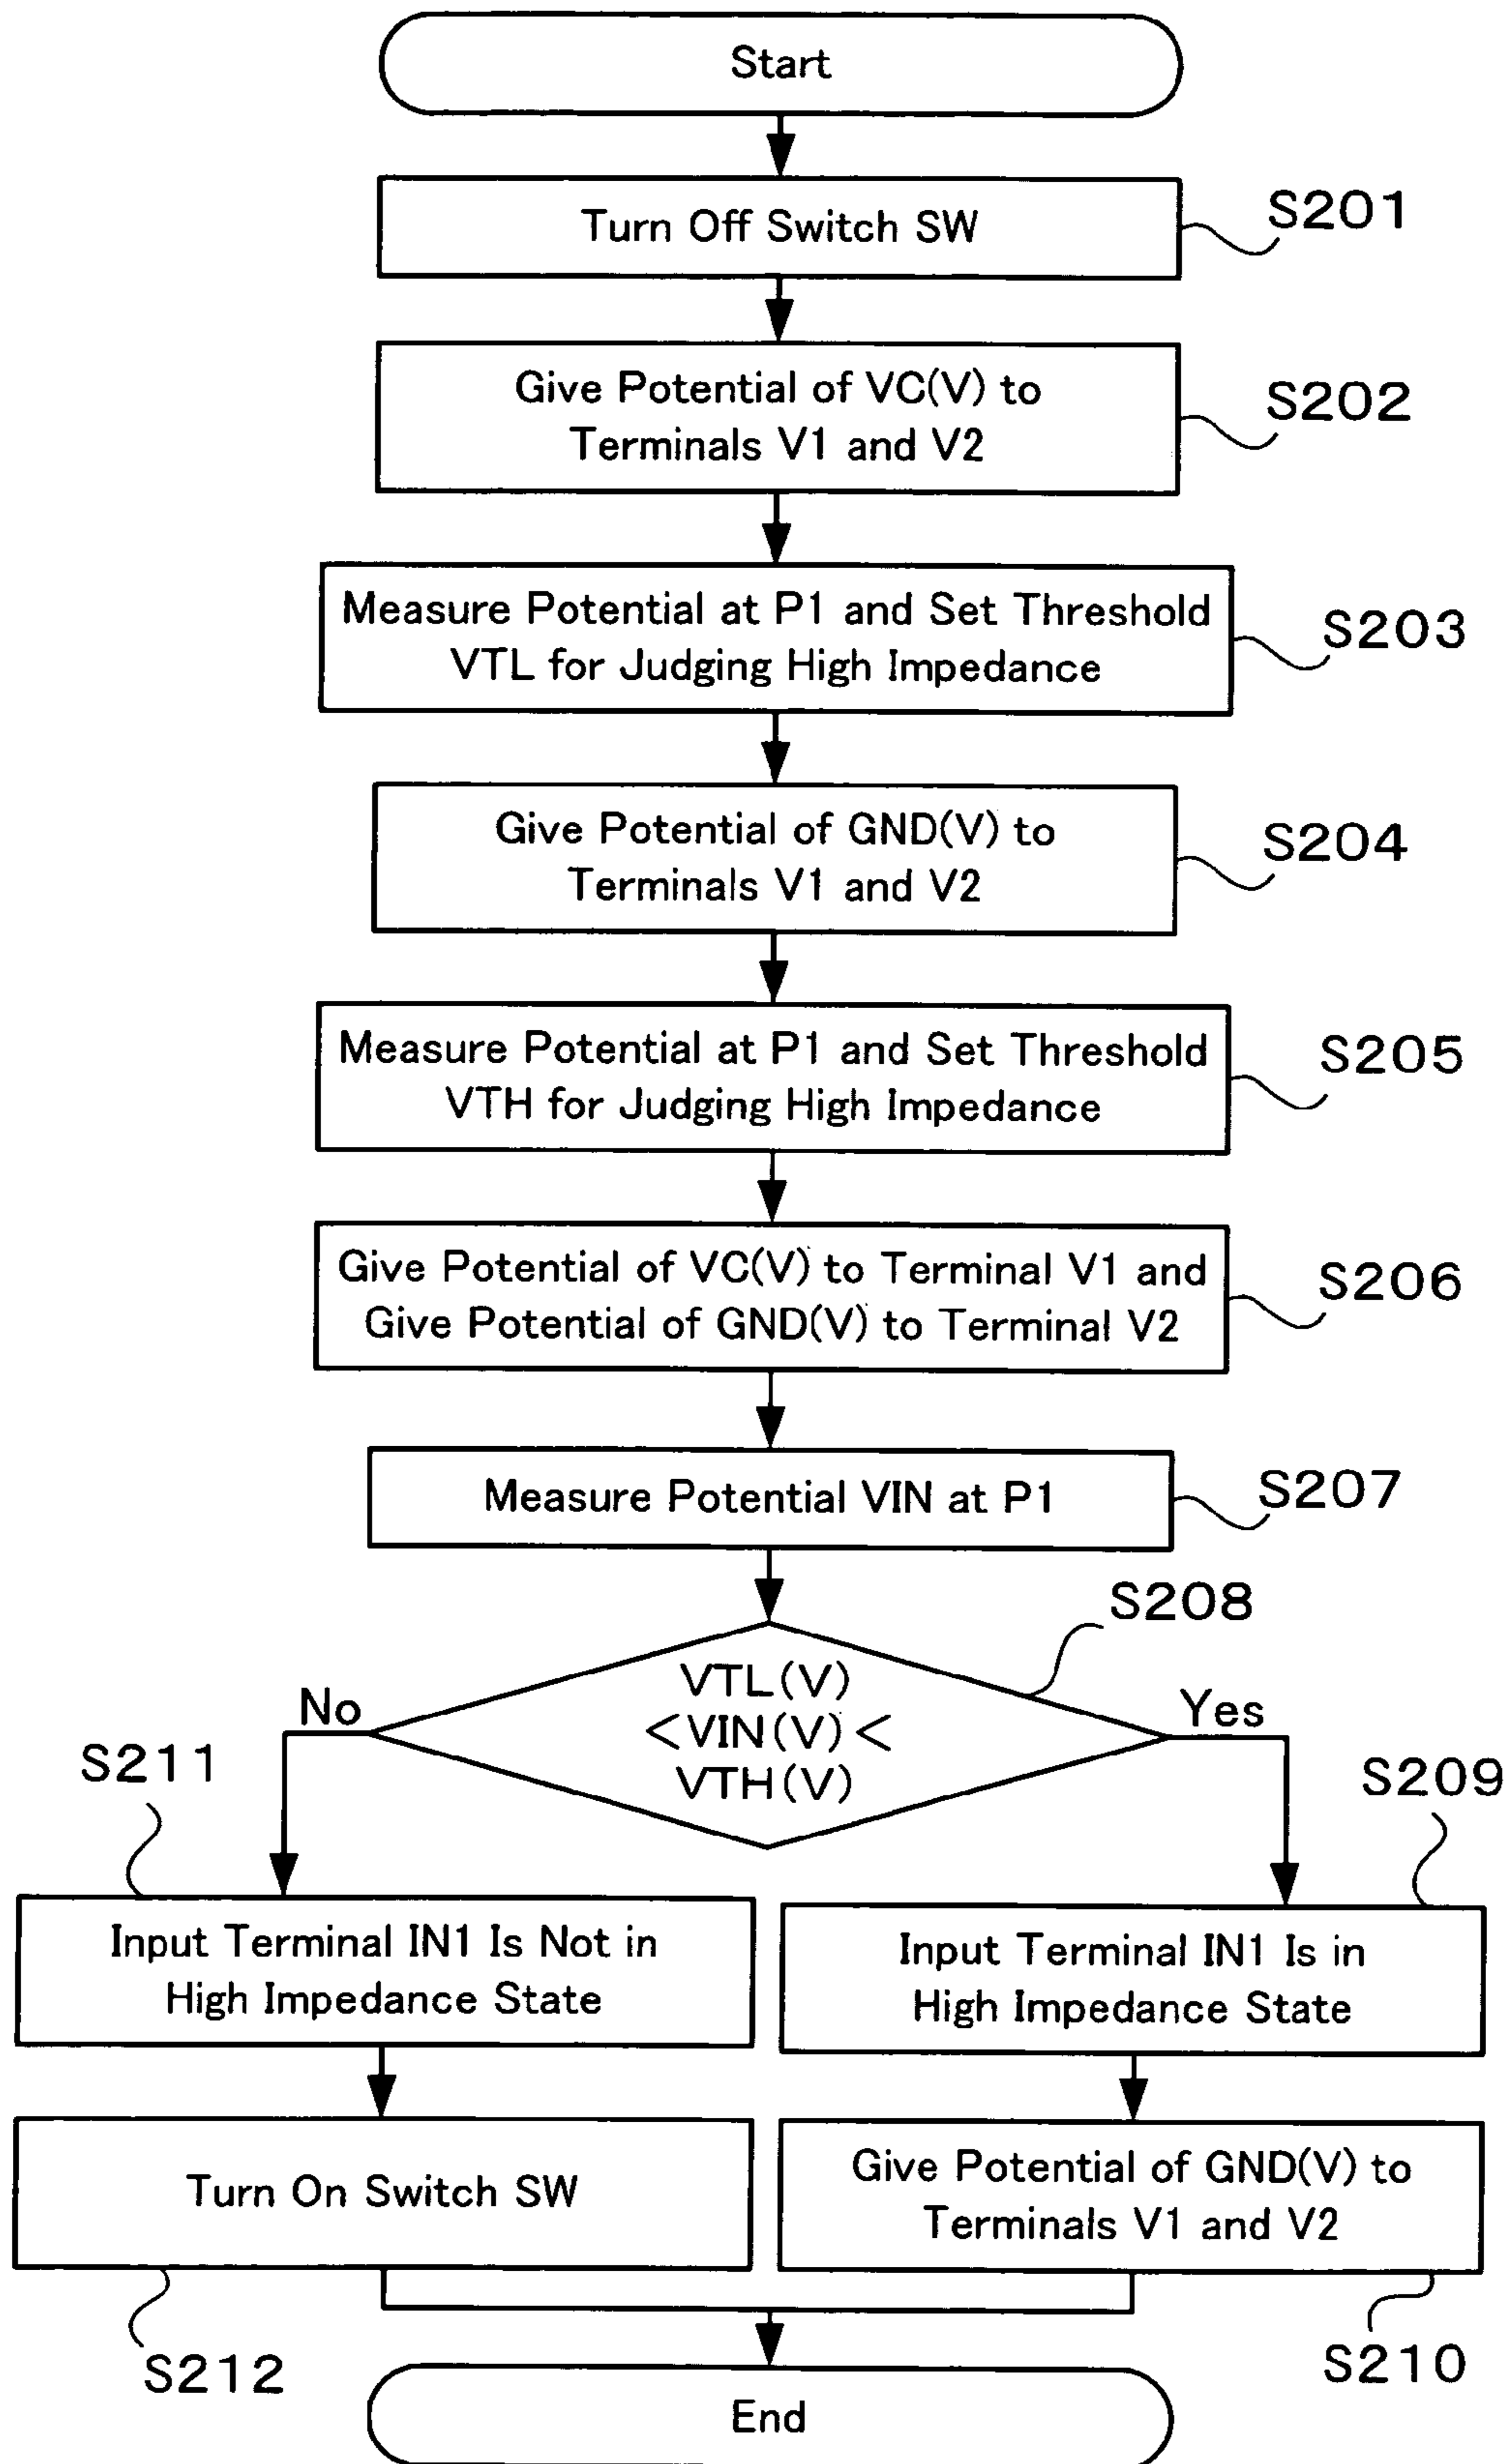 Start
Turn Off Switch SW
S201
Give Potential of VC(V) to
Terminals V1 and V2
S202
Measure Potential at P1 and Set Threshold
VTL for Judging High Impedance
S203
Give Potential of GND(V) to
Terminals V1 and V2
S204
Measure Potential at P1 and Set Threshold
VTH for Judging High Impedance
S205
Give Potential of VC(V) to Terminal V1 and
Give Potential of GND(V) to Terminal V2
S206
Measure Potential VIN at P1
S207
S208
VTL(V)
<VIN(V)<
VTH(V)
No
Yes
S211
S209
Input Terminal IN1 Is Not in
High Impedance State
Input Terminal IN1 Is in
High Impedance State
Turn On Switch SW
Give Potential of GND(V) to
Terminals V1 and V2
S212
S210
End